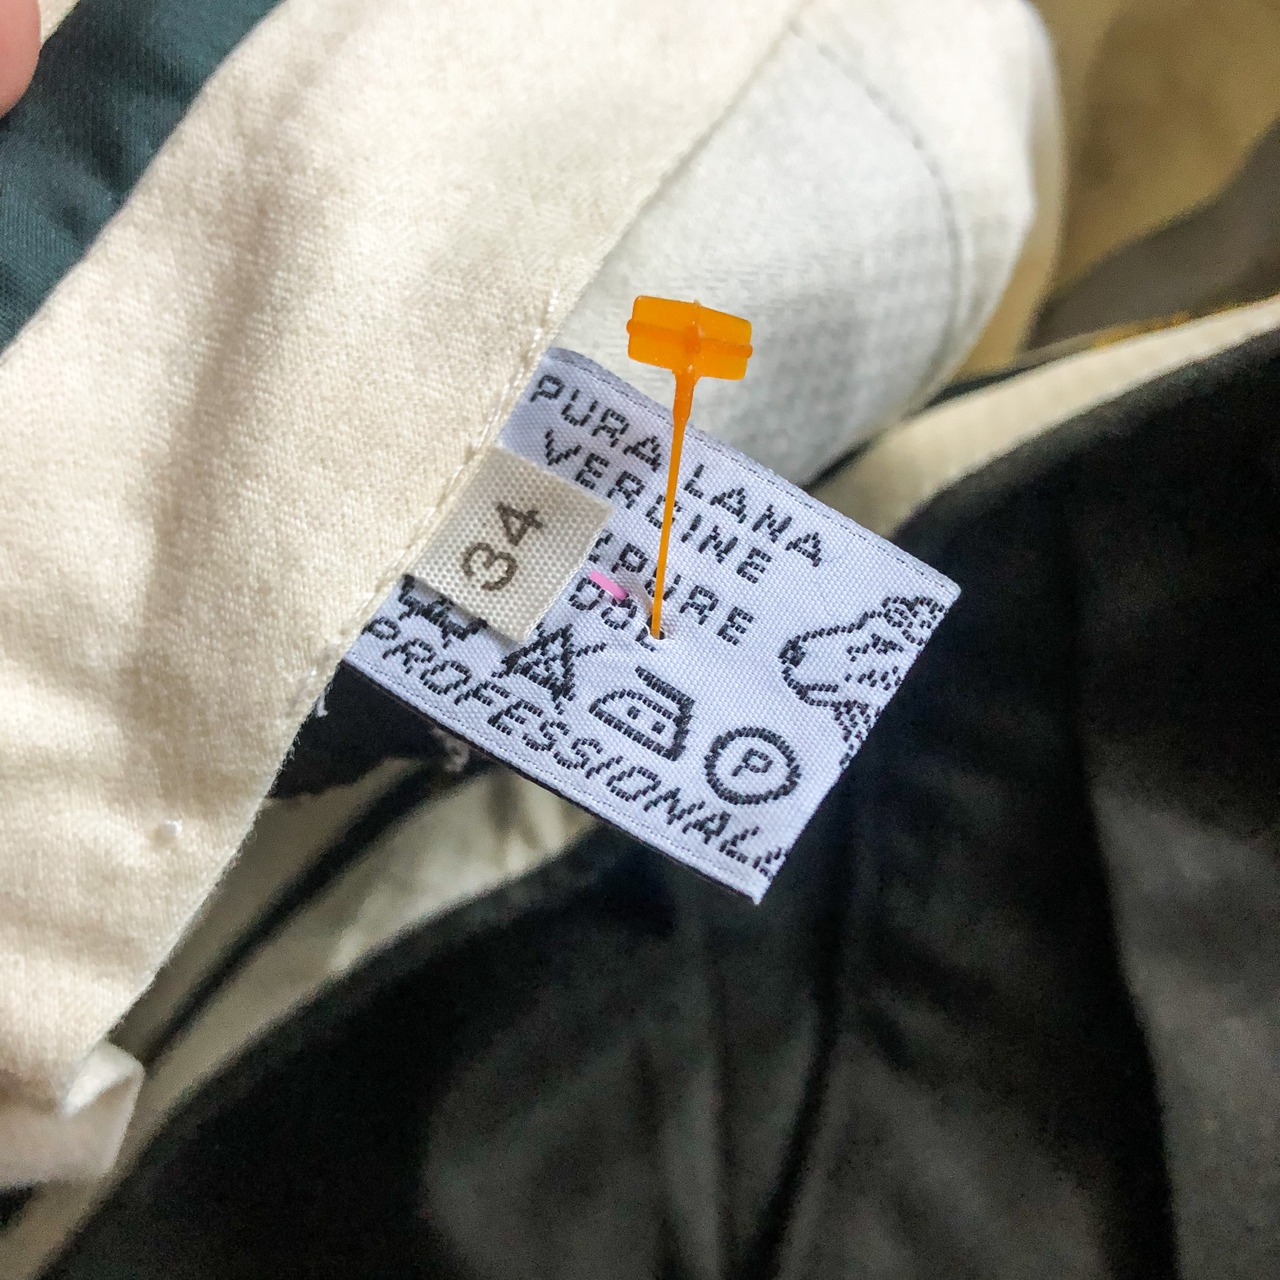 PURA LANA
VERGINE
PURE
34
P
PROFESSIONAL